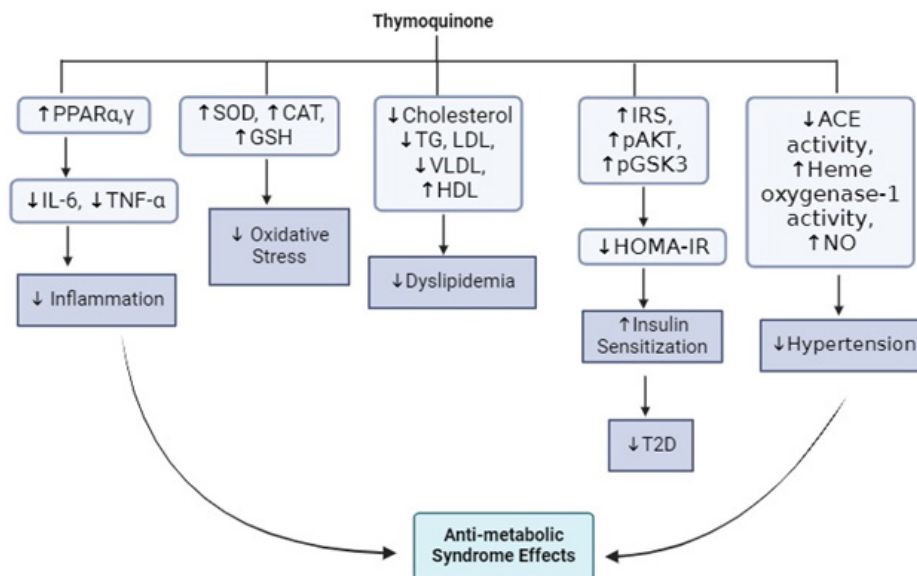 Thymoquinone
↑PPARα,γ
↓IL-6, ↓TNF-α
↓ Inflammation
↑SOD, ↑CAT,
↑GSH
↓ Oxidative
Stress
↓Cholesterol
↓TG, LDL,
↓VLDL,
↑HDL
↓Dyslipidemia
↑IRS,
↑pAKT,
↑pGSK3
↓HOMA-IR
↑Insulin
Sensitization
↓T2D
↓ACE
activity,
↑Heme
oxygenase-1
activity,
↑NO
↓Hypertension
Anti-metabolic
Syndrome Effects